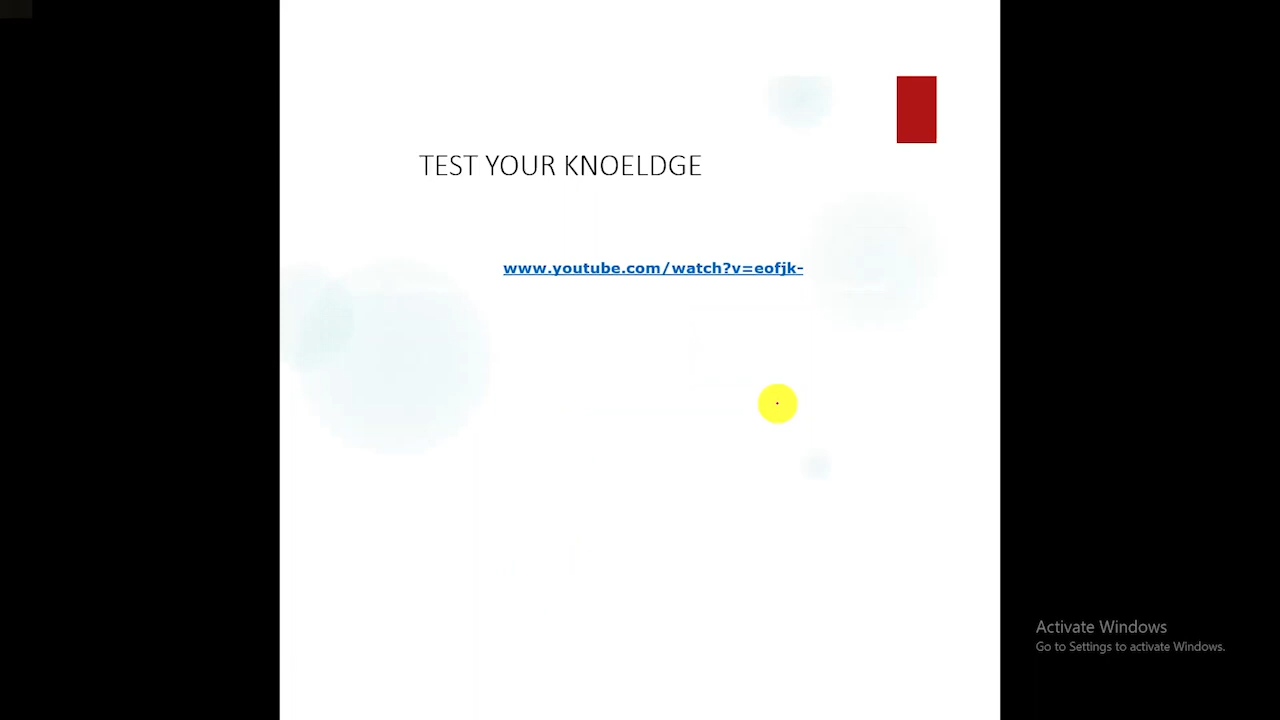 TEST YOUR KNOELDGE
www.youtube.com/watch?v=eofjk-
Activate Windows
Go to Settings to activate Windows.